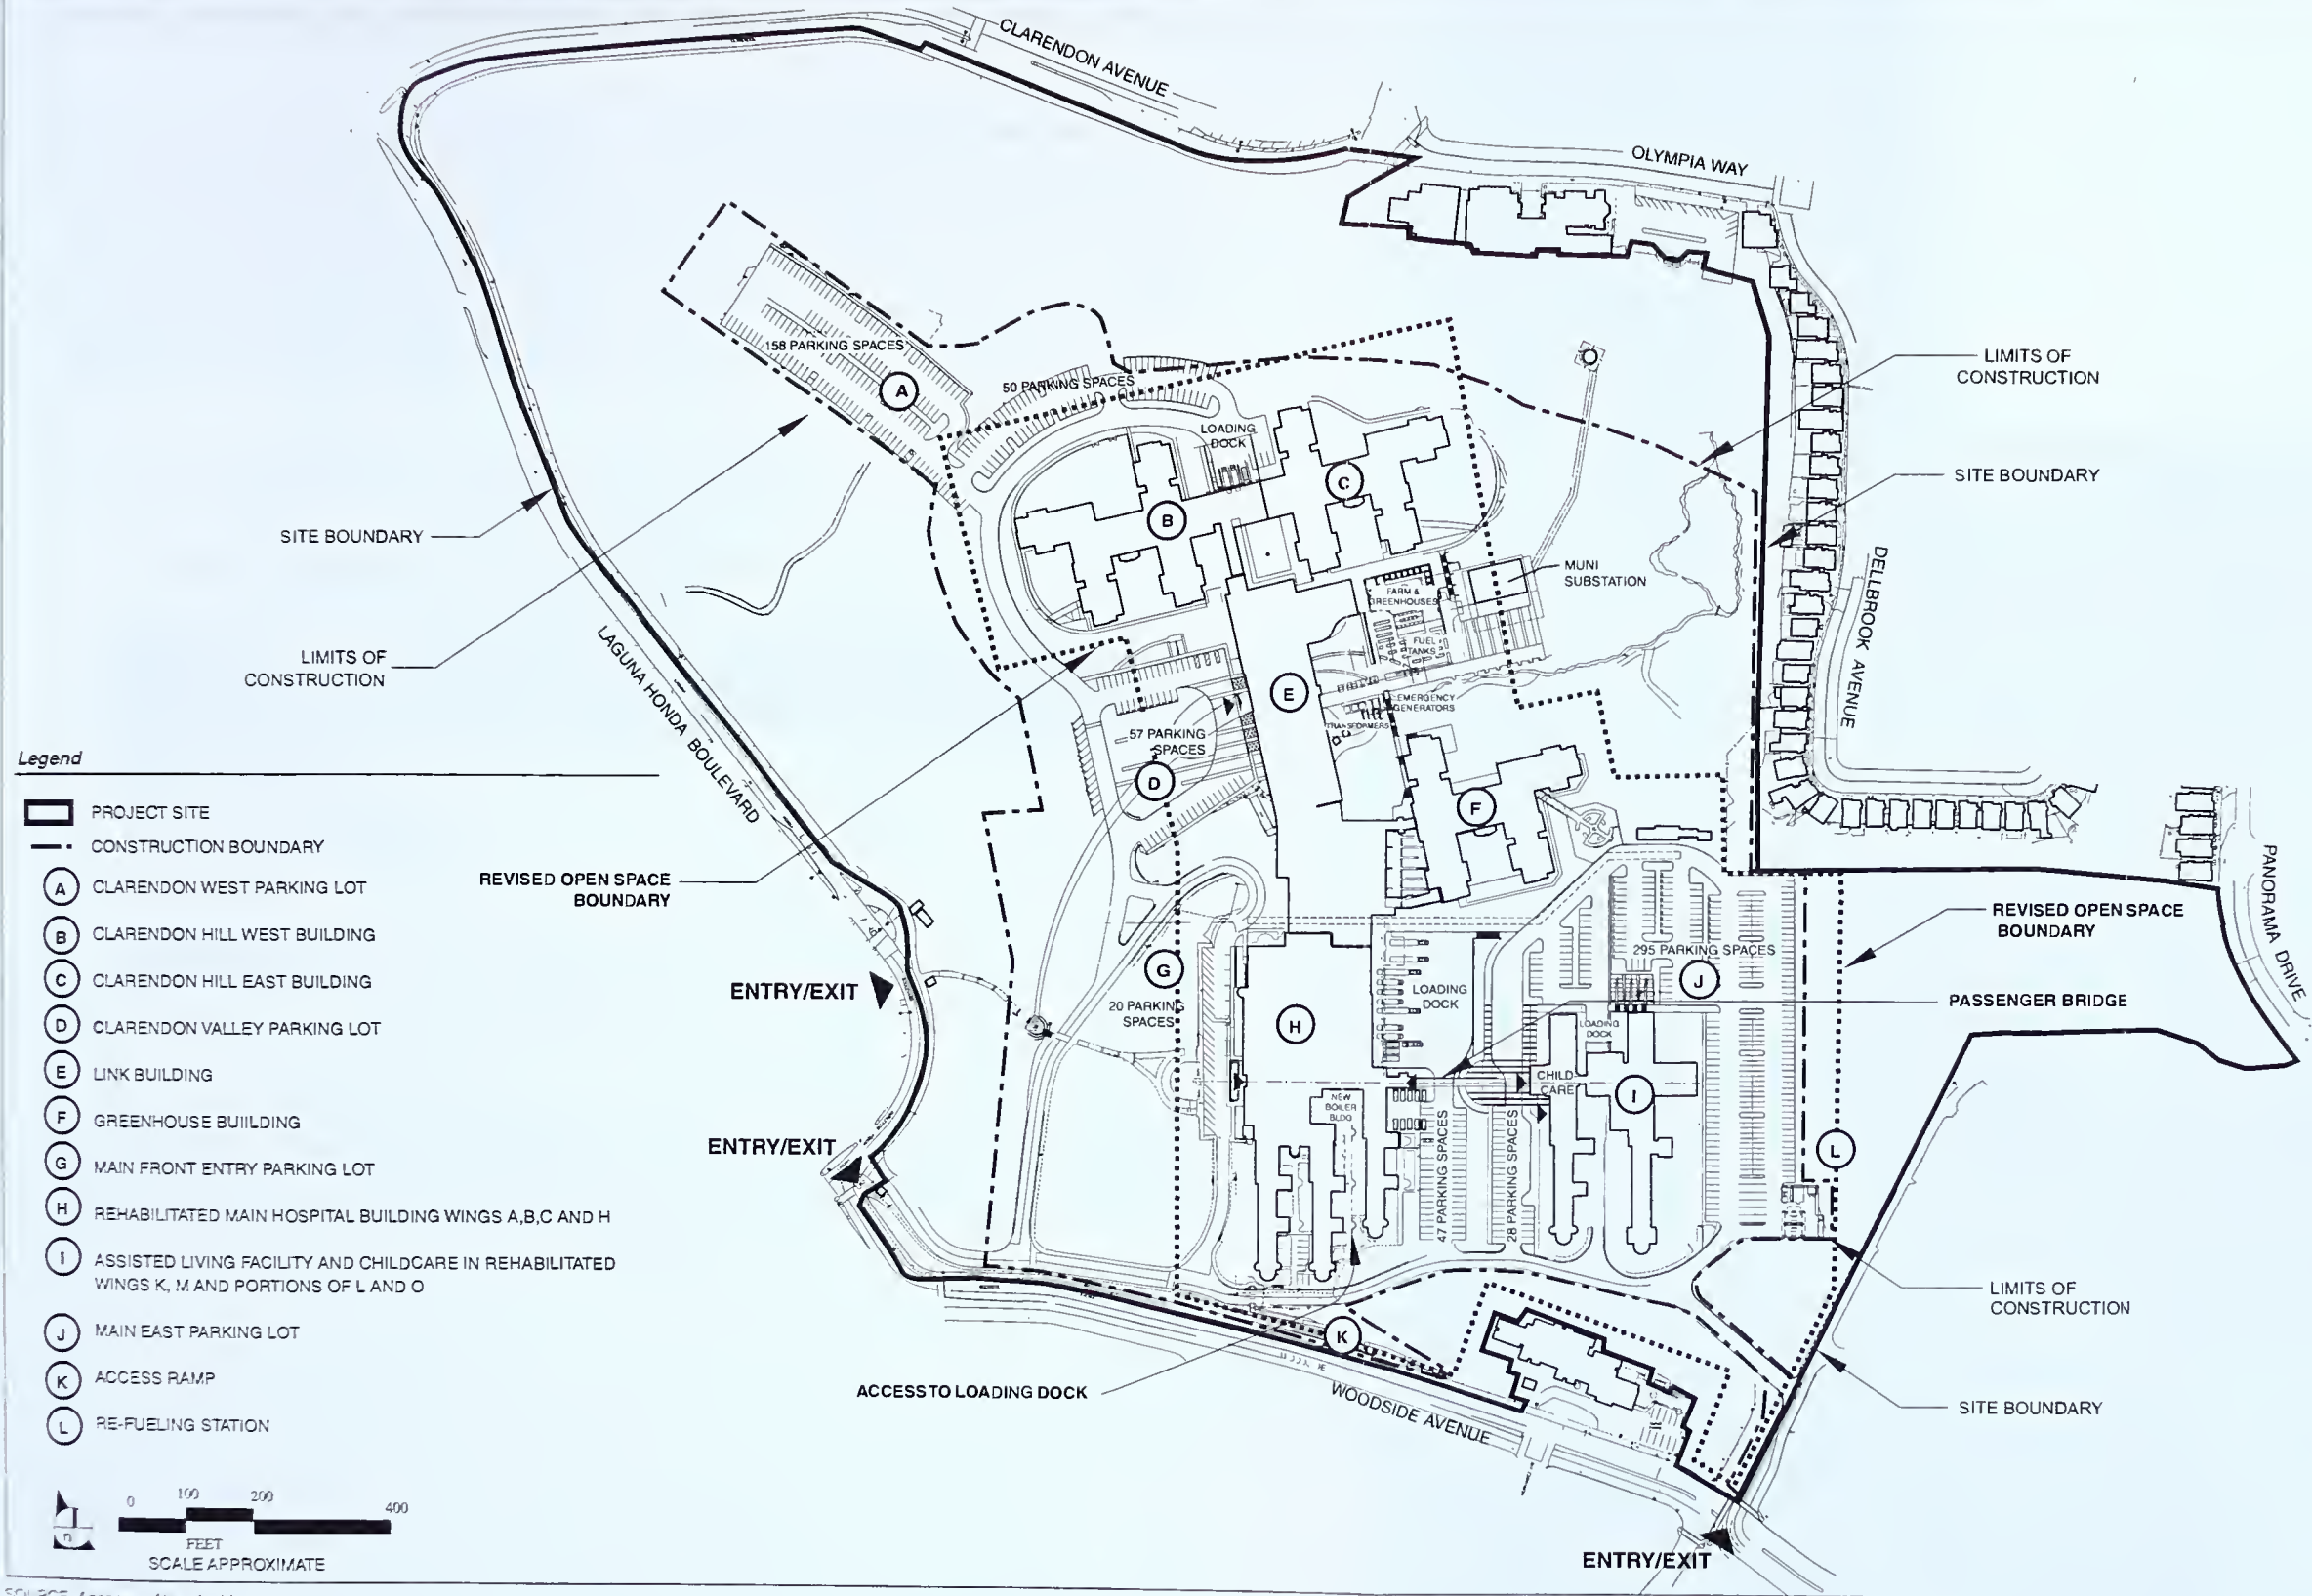 CLARENDON AVENUE
OLYMPIA WAY
LIMITS OF
CONSTRUCTION
SITE BOUNDARY
158 PARKING SPACES
A
50 PARKING SPACES
LOADING
DOCK
C
B
SITE BOUNDARY
MUNI
SUBSTATION
FARM &
GREENHOUSES
FUEL
TANKS
DELLBROOK AVENUE
LIMITS OF
CONSTRUCTION
LAGUNA HONDA BOULEVARD
E
EMERGENCY
GENERATORS
TRANSFORMERS
57 PARKING
SPACES
D
F
REVISED OPEN SPACE
BOUNDARY
PANORAMA DRIVE
REVISED OPEN SPACE
BOUNDARY
295 PARKING SPACES
J
G
20 PARKING
SPACES
LOADING
DOCK
H
PASSENGER BRIDGE
ENTRY/EXIT
LOADING
DOCK
CHILD-
CARE
I
NEW
BOILER
BLDG
47 PARKING SPACES
28 PARKING SPACES
L
ENTRY/EXIT
LIMITS OF
CONSTRUCTION
K
ACCESS TO LOADING DOCK
WOODSIDE AVENUE
SITE BOUNDARY
ENTRY/EXIT
Legend
PROJECT SITE
CONSTRUCTION BOUNDARY
A CLARENDON WEST PARKING LOT
B CLARENDON HILL WEST BUILDING
C CLARENDON HILL EAST BUILDING
D CLARENDON VALLEY PARKING LOT
E LINK BUILDING
F GREENHOUSE BUIILDING
G MAIN FRONT ENTRY PARKING LOT
H REHABILITATED MAIN HOSPITAL BUILDING WINGS A,B,C AND H
I ASSISTED LIVING FACILITY AND CHILDCARE IN REHABILITATED
WINGS K, M AND PORTIONS OF L AND O
J MAIN EAST PARKING LOT
K ACCESS RAMP
L RE-FUELING STATION
0 100 200 400
FEET
SCALE APPROXIMATE
n